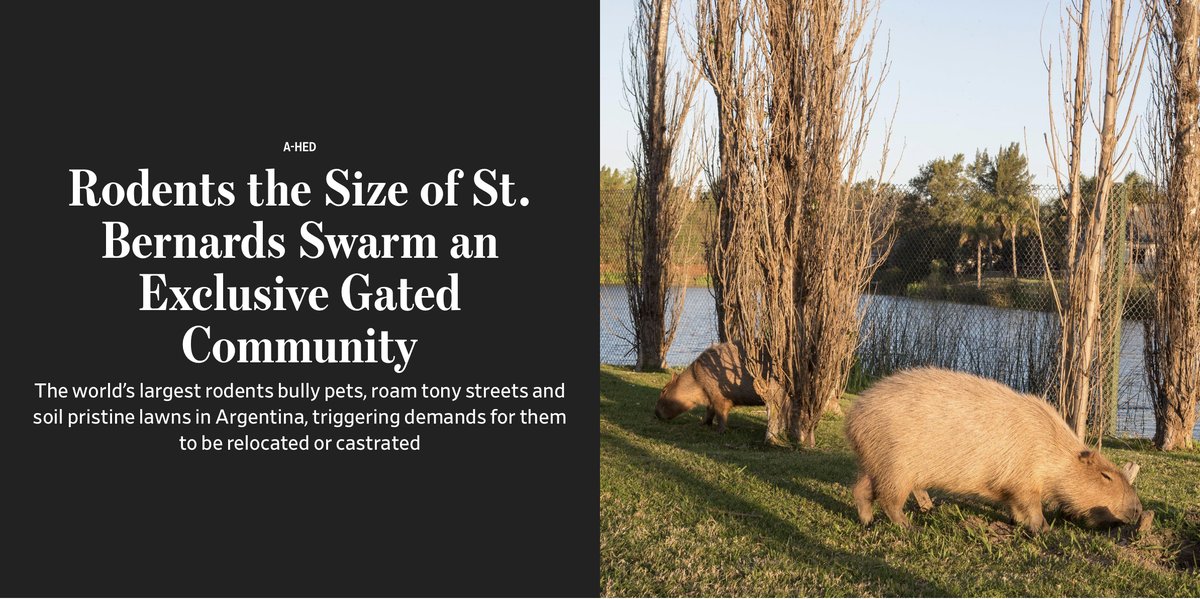 A-HED
Rodents the Size of St.
Bernards Swarm an
Exclusive Gated
Community
The world’s largest rodents bully pets, roam tony streets and
soil pristine lawns in Argentina, triggering demands for them
to be relocated or castrated